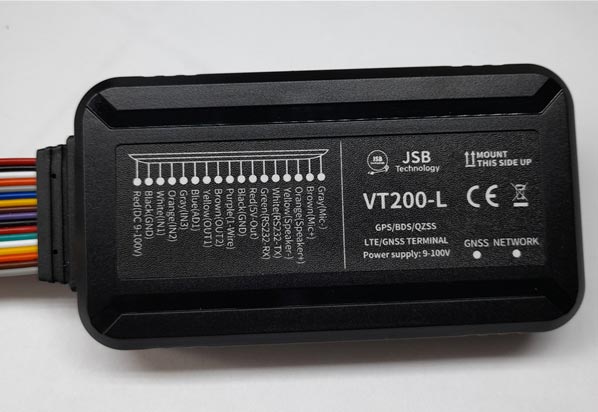 Red(DC 9-100V)
Black(GND)
White(IN1)
Orange(IN2)
Gray(IN3)
Blue(AD1)
Yellow(OUT1)
Brown(OUT2)
Purple(1-Wire)
Black(GND)
Red(5V-Out)
Green(RS232-RX)
White(RS232-TX)
Yellow(Speaker-)
Orange(Speaker+)
Brown(Mic+)
Gray(Mic-)
JSB
JSB
Technology
MOUNT
THIS SIDE UP
VT200-L
CE
GPS/BDS/QZSS
LTE/GNSS TERMINAL
Power supply: 9-100V
GNSS NETWORK